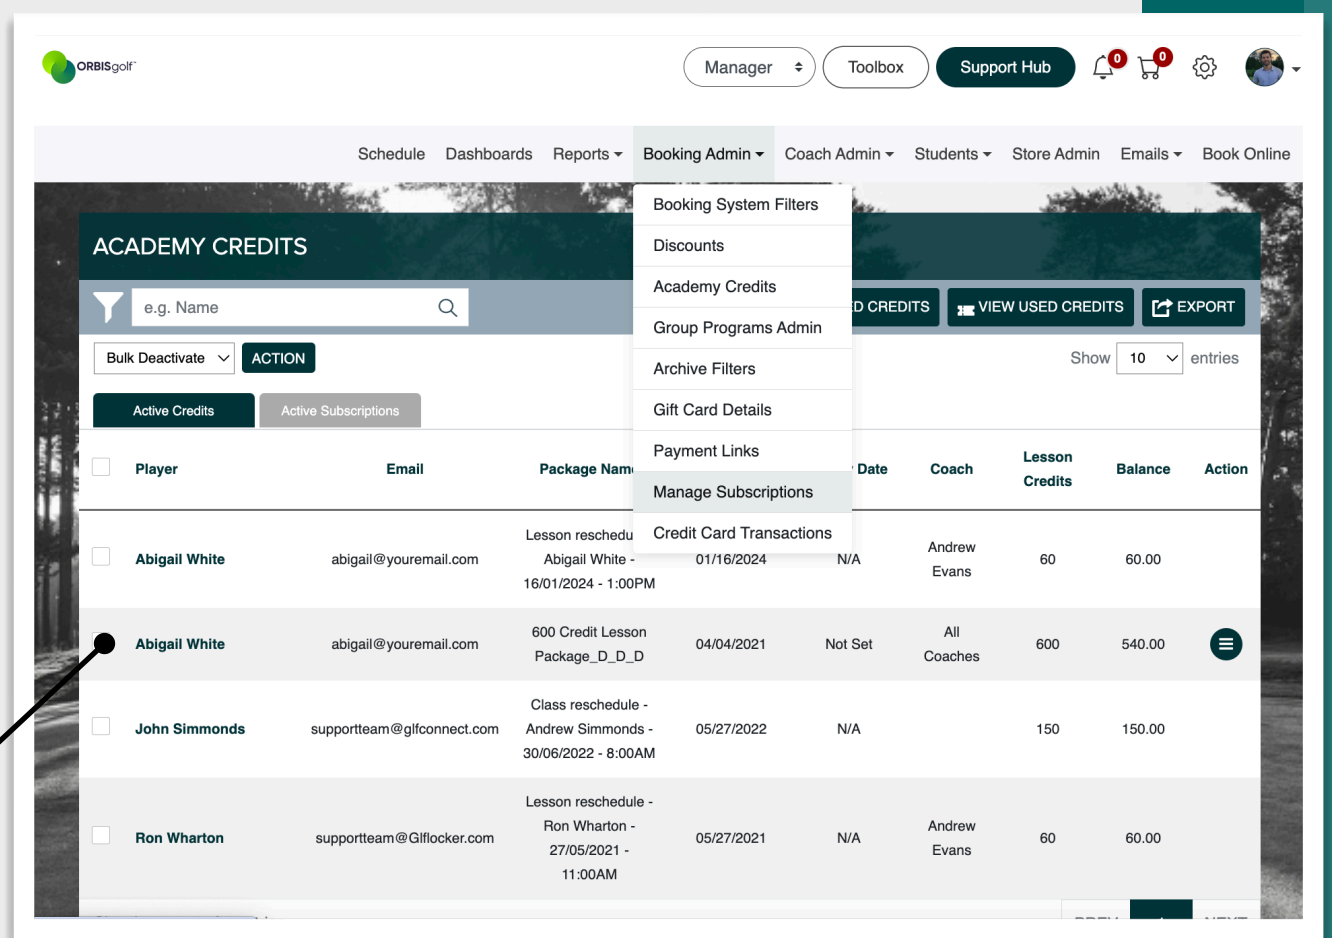 ORBISgolf
Manager
Toolbox
Support Hub
0
0
Schedule
Dashboards
Reports
Booking Admin
Coach Admin
Students
Store Admin
Emails
Book Online
Booking System Filters
Discounts
Academy Credits
Group Programs Admin
Archive Filters
Gift Card Details
Payment Links
Manage Subscriptions
Credit Card Transactions
ACADEMY CREDITS
e.g. Name
CREDITS
VIEW USED CREDITS
EXPORT
Bulk Deactivate
ACTION
Show 10 entries
Active Credits
Active Subscriptions
Player
Email
Package Nam
Date
Coach
Lesson
Credits
Balance
Action
Abigail White
abigail@youremail.com
Lesson reschedu
Abigail White -
16/01/2024 - 1:00PM
01/16/2024
N/A
Andrew
Evans
60
60.00
Abigail White
abigail@youremail.com
600 Credit Lesson
Package_D_D_D
04/04/2021
Not Set
All
Coaches
600
540.00
John Simmonds
supportteam@glfconnect.com
Class reschedule -
Andrew Simmonds -
30/06/2022 - 8:00AM
05/27/2022
N/A
150
150.00
Ron Wharton
supportteam@Glflocker.com
Lesson reschedule -
Ron Wharton -
27/05/2021 -
11:00AM
05/27/2021
N/A
Andrew
Evans
60
60.00